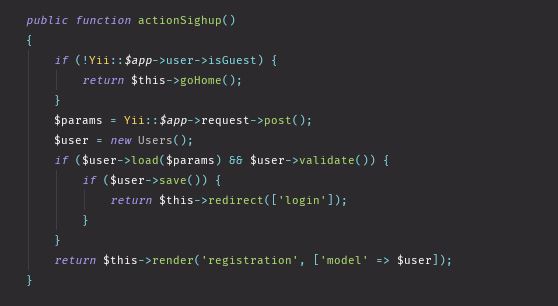 public function actionSighup()
{
    if (!Yii::$app->user->isGuest) {
        return $this->goHome();
    }
    $params = Yii::$app->request->post();
    $user = new Users();
    if ($user->load($params) && $user->validate()) {
        if ($user->save()) {
            return $this->redirect(['login']);
        }
    }
    return $this->render('registration', ['model' => $user]);
}